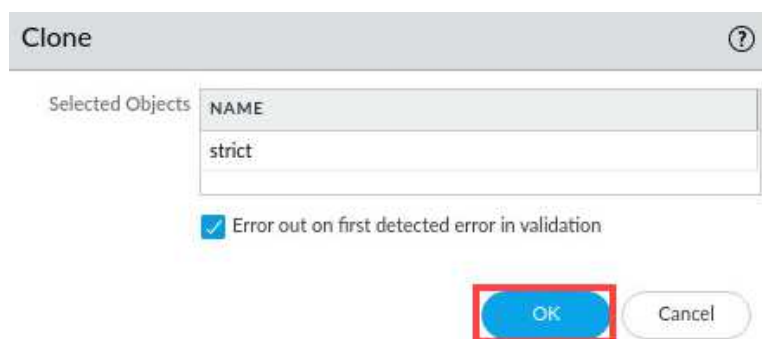 Clone
?
Selected Objects
NAME
strict
Error out on first detected error in validation
OK
Cancel